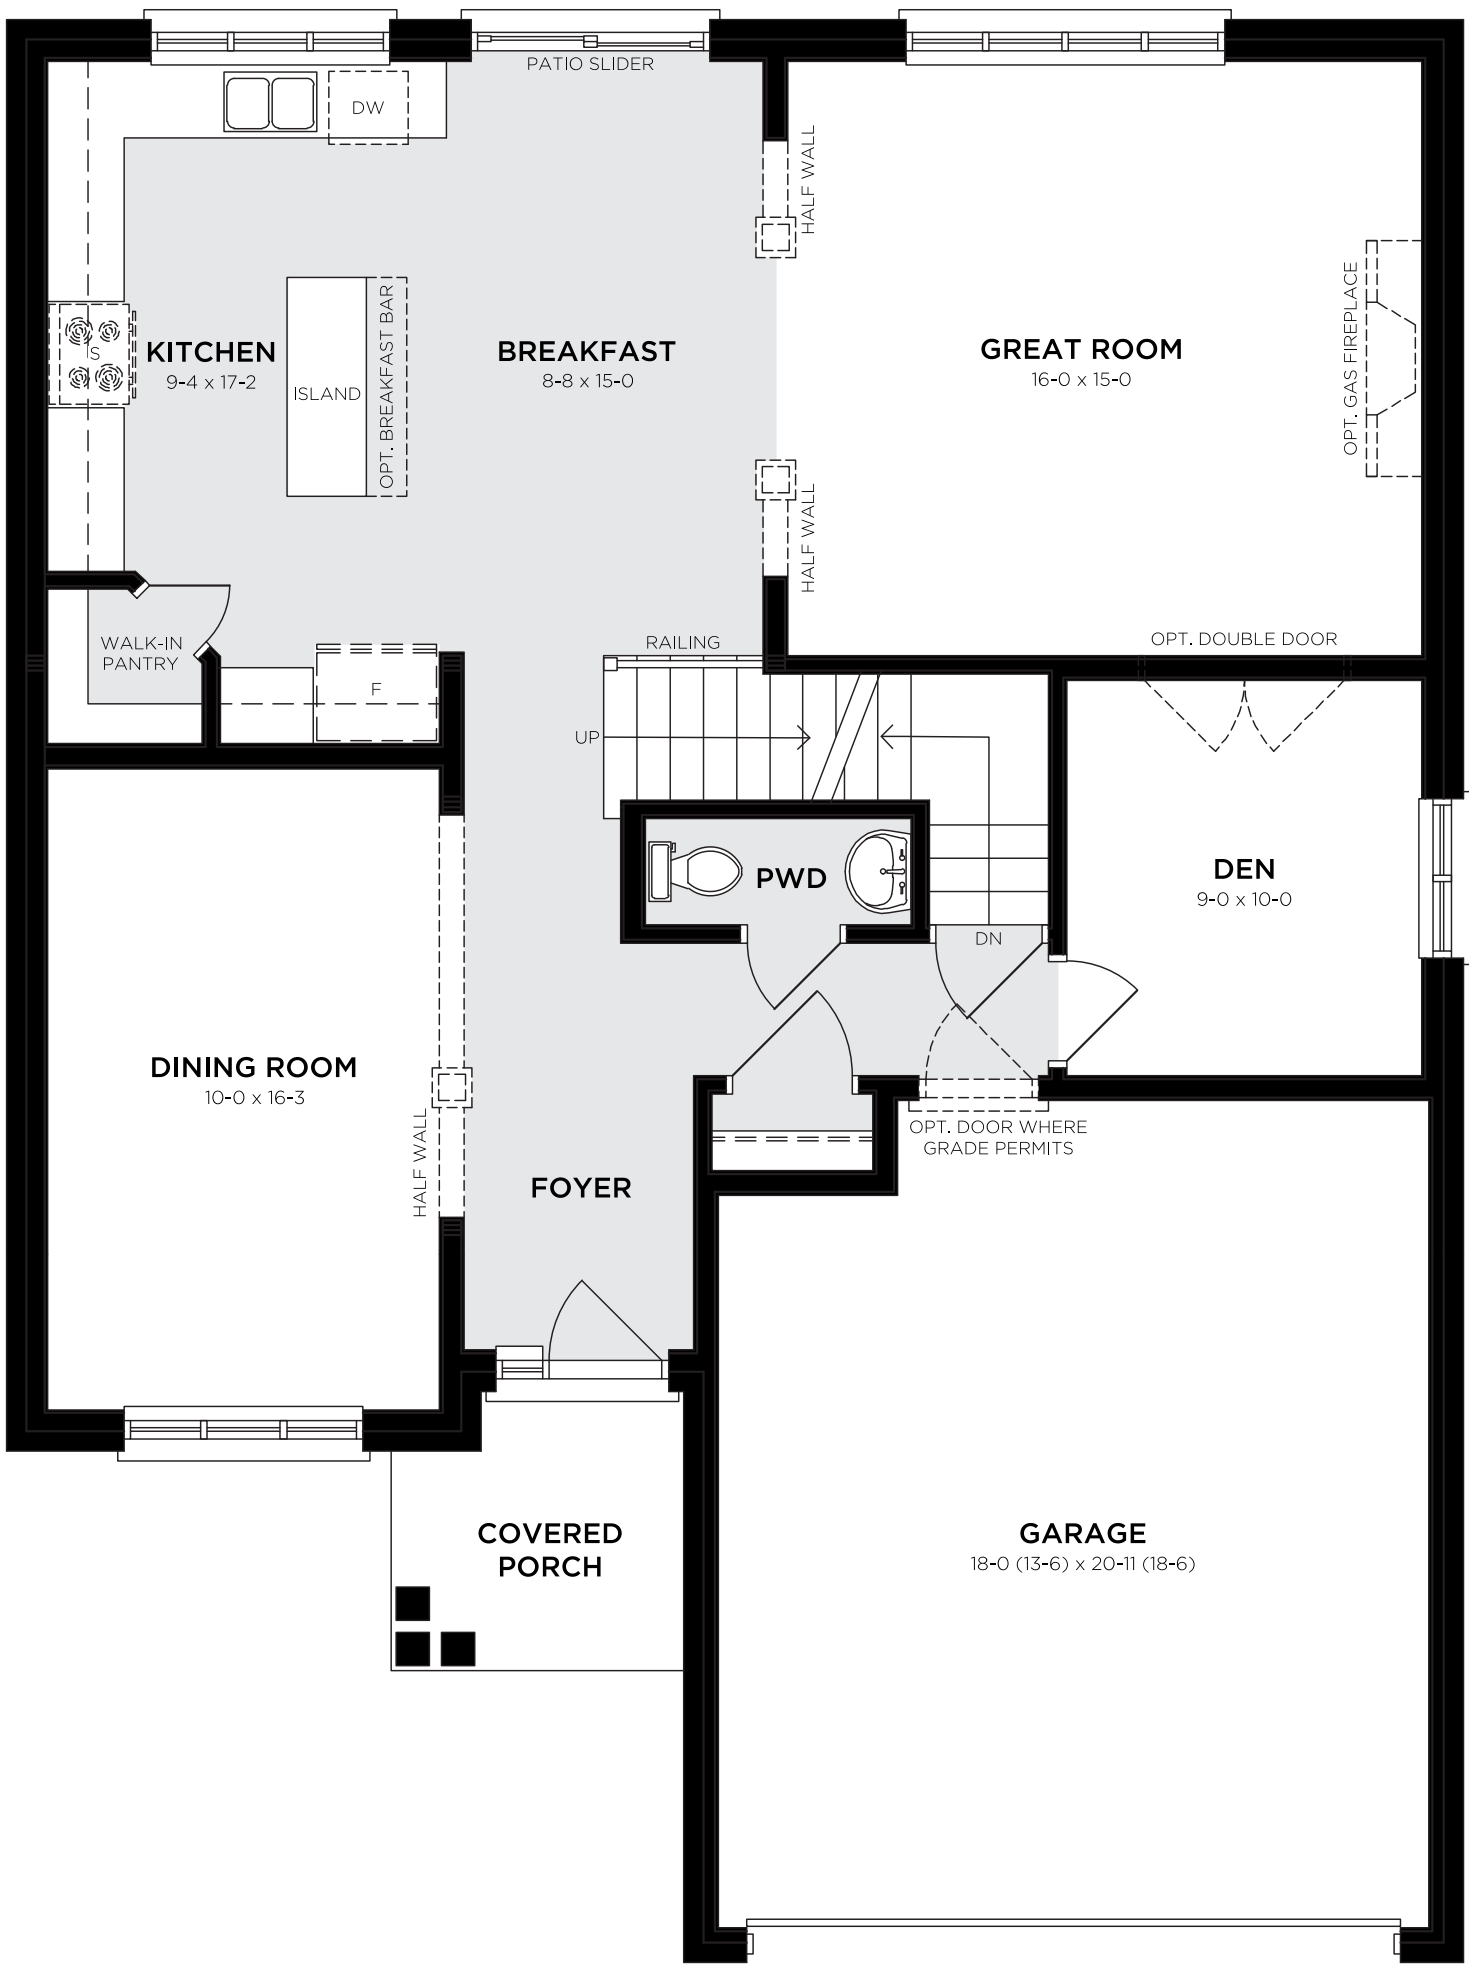 PATIO SLIDER
DW
HALF WALL
S
KITCHEN
9-4 x 17-2
ISLAND
OPT. BREAKFAST BAR
BREAKFAST
8-8 x 15-0
GREAT ROOM
16-0 x 15-0
OPT. GAS FIREPLACE
HALF WALL
WALK-IN
PANTRY
F
RAILING
OPT. DOUBLE DOOR
UP
PWD
DEN
9-0 x 10-0
DN
DINING ROOM
10-0 x 16-3
HALF WALL
OPT. DOOR WHERE
GRADE PERMITS
FOYER
COVERED
PORCH
GARAGE
18-0 (13-6) x 20-11 (18-6)